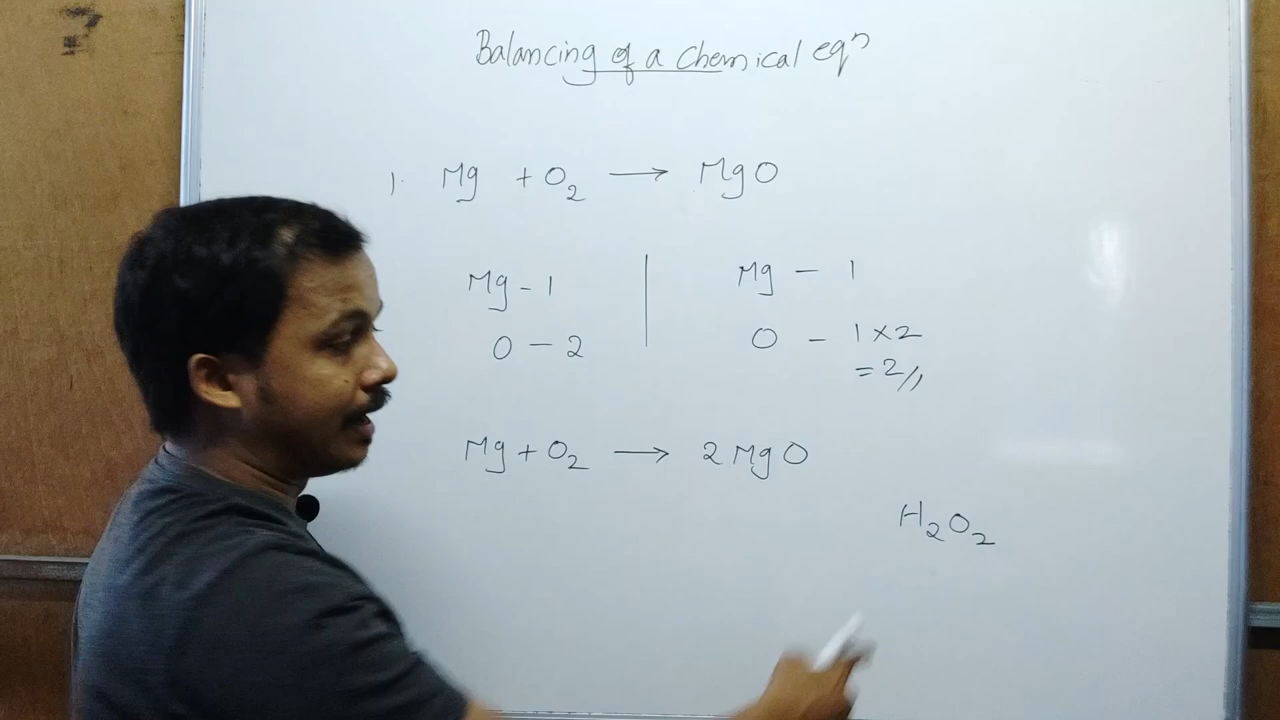 Balancing of a chemical eqⁿ
1. Mg + O₂ ⟶ MgO
Mg - 1 | Mg - 1
O - 2 | O - 1 × 2
= 2//
Mg + O₂ ⟶ 2MgO
H₂O₂